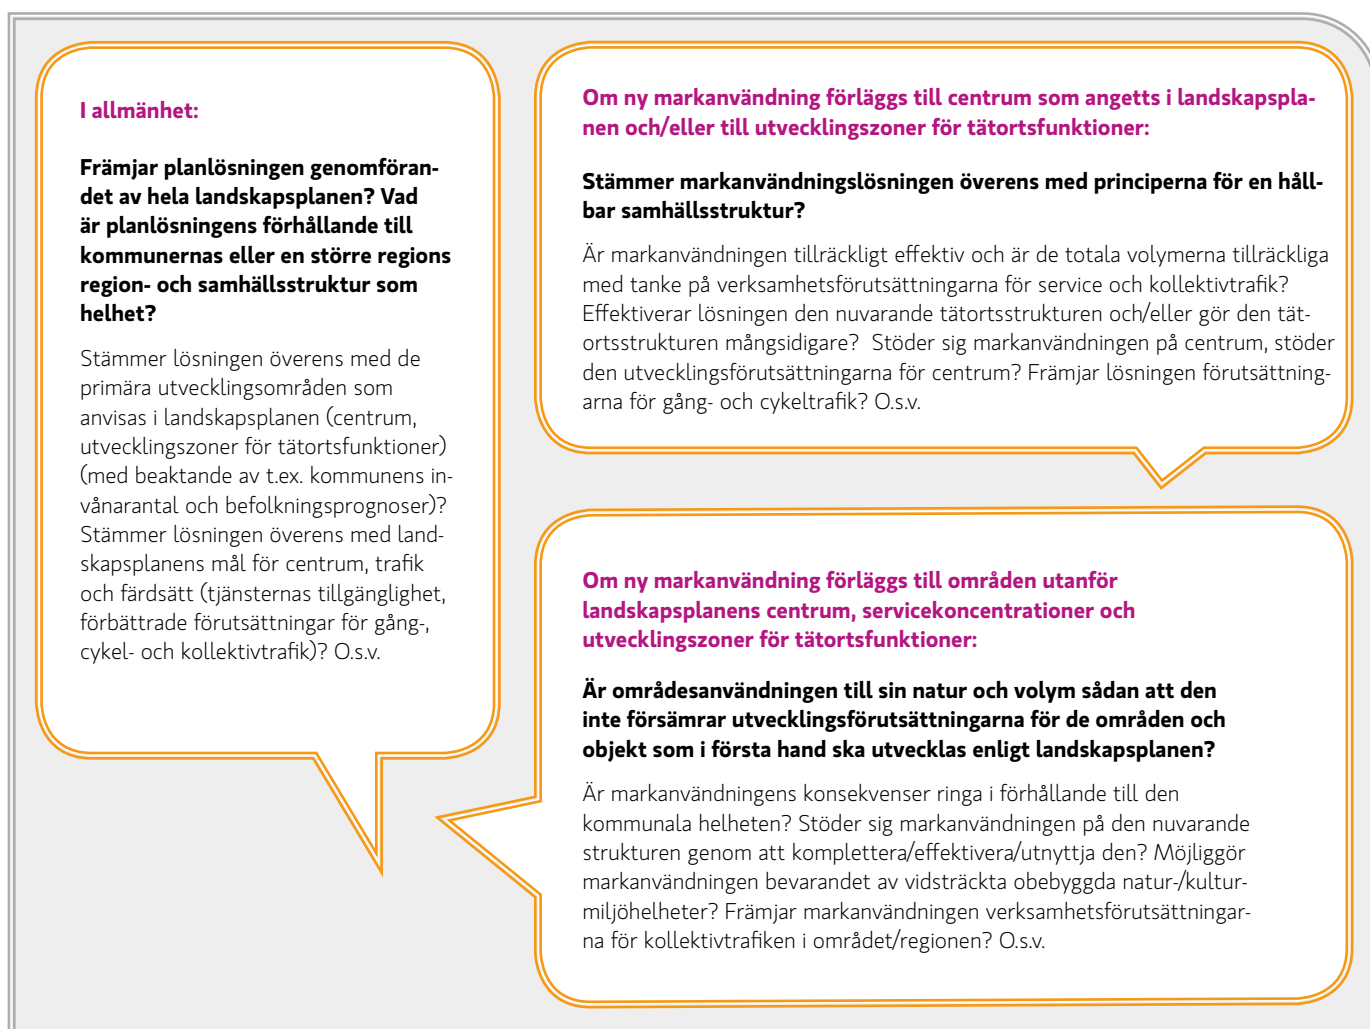 I allmänhet:
Främjar planlösningen genomföran-
det av hela landskapsplanen? Vad
är planlösningens förhållande till
kommunernas eller en större regions
region- och samhällsstruktur som
helhet?
Stämmer lösningen överens med de
primära utvecklingsområden som
anvisas i landskapsplanen (centrum,
utvecklingszoner för tätortsfunktioner)
(med beaktande av t.ex. kommunens in-
vånarantal och befolkningsprognoser)?
Stämmer lösningen överens med land-
skapsplanens mål för centrum, trafik
och färdsätt (tjänsternas tillgänglighet,
förbättrade förutsättningar för gång-,
cykel- och kollektivtrafik)? O.s.v.
Om ny markanvändning förläggs till centrum som angetts i landskapspla-
nen och/eller till utvecklingszoner för tätortsfunktioner:
Stämmer markanvändningslösningen överens med principerna för en håll-
bar samhällsstruktur?
Är markanvändningen tillräckligt effektiv och är de totala volymerna tillräckliga
med tanke på verksamhetsförutsättningarna för service och kollektivtrafik?
Effektiverar lösningen den nuvarande tätortsstrukturen och/eller gör den tät-
ortsstrukturen mångsidigare?  Stöder sig markanvändningen på centrum, stöder
den utvecklingsförutsättningarna för centrum? Främjar lösningen förutsättning-
arna för gång- och cykeltrafik? O.s.v.
Om ny markanvändning förläggs till områden utanför
landskapsplanens centrum, servicekoncentrationer och
utvecklingszoner för tätortsfunktioner:
Är områdesanvändningen till sin natur och volym sådan att den
inte försämrar utvecklingsförutsättningarna för de områden och
objekt som i första hand ska utvecklas enligt landskapsplanen?
Är markanvändningens konsekvenser ringa i förhållande till den
kommunala helheten? Stöder sig markanvändningen på den nuvarande
strukturen genom att komplettera/effektivera/utnyttja den? Möjliggör
markanvändningen bevarandet av vidsträckta obebyggda natur-/kultur-
miljöhelheter? Främjar markanvändningen verksamhetsförutsättningar-
na för kollektivtrafiken i området/regionen? O.s.v.